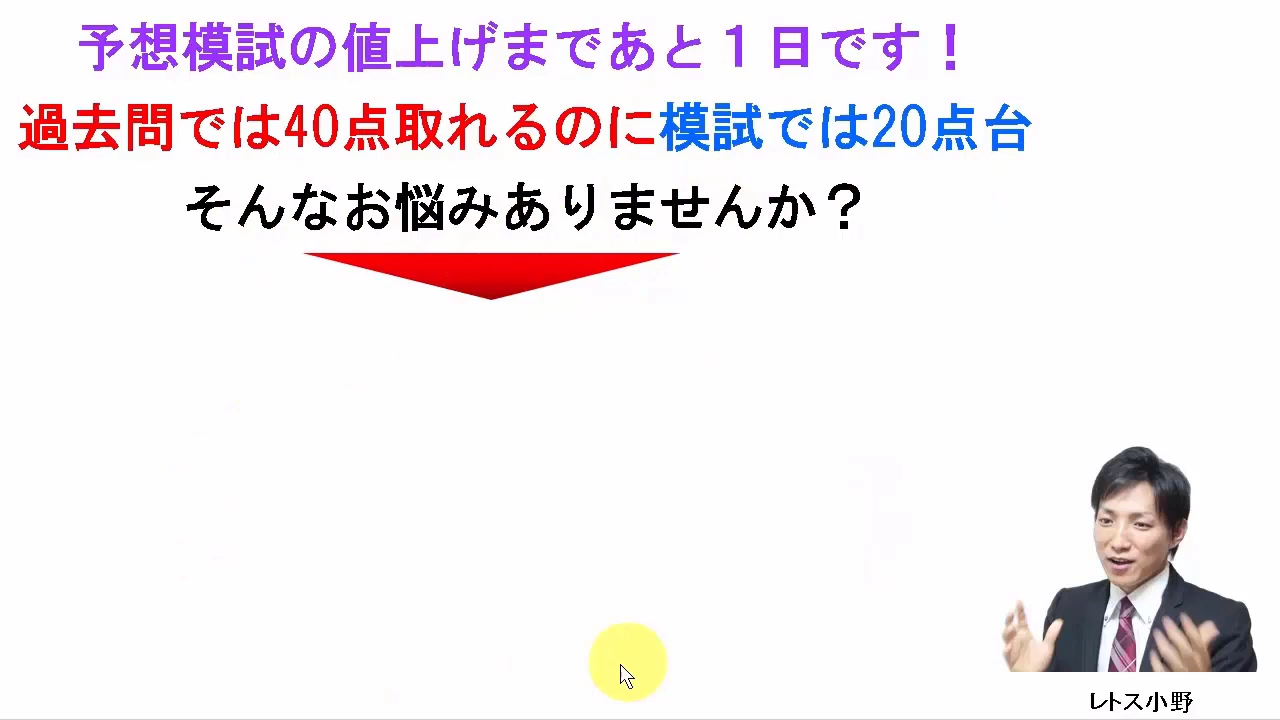 予想模試の値上げまであと１日です！
過去問では40点取れるのに模試では20点台
そんなお悩みありませんか？
レトス小野